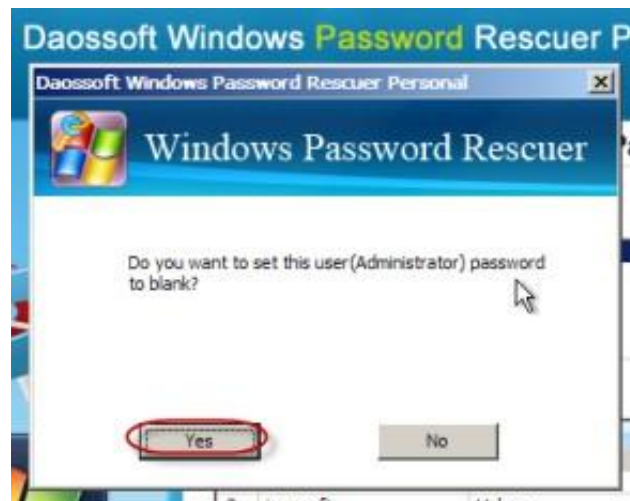 Daossoft Windows Password Rescuer P
Daossoft Windows Password Rescuer Personal
Windows Password Rescuer
Do you want to set this user(Administrator) password
to blank?
Yes
No